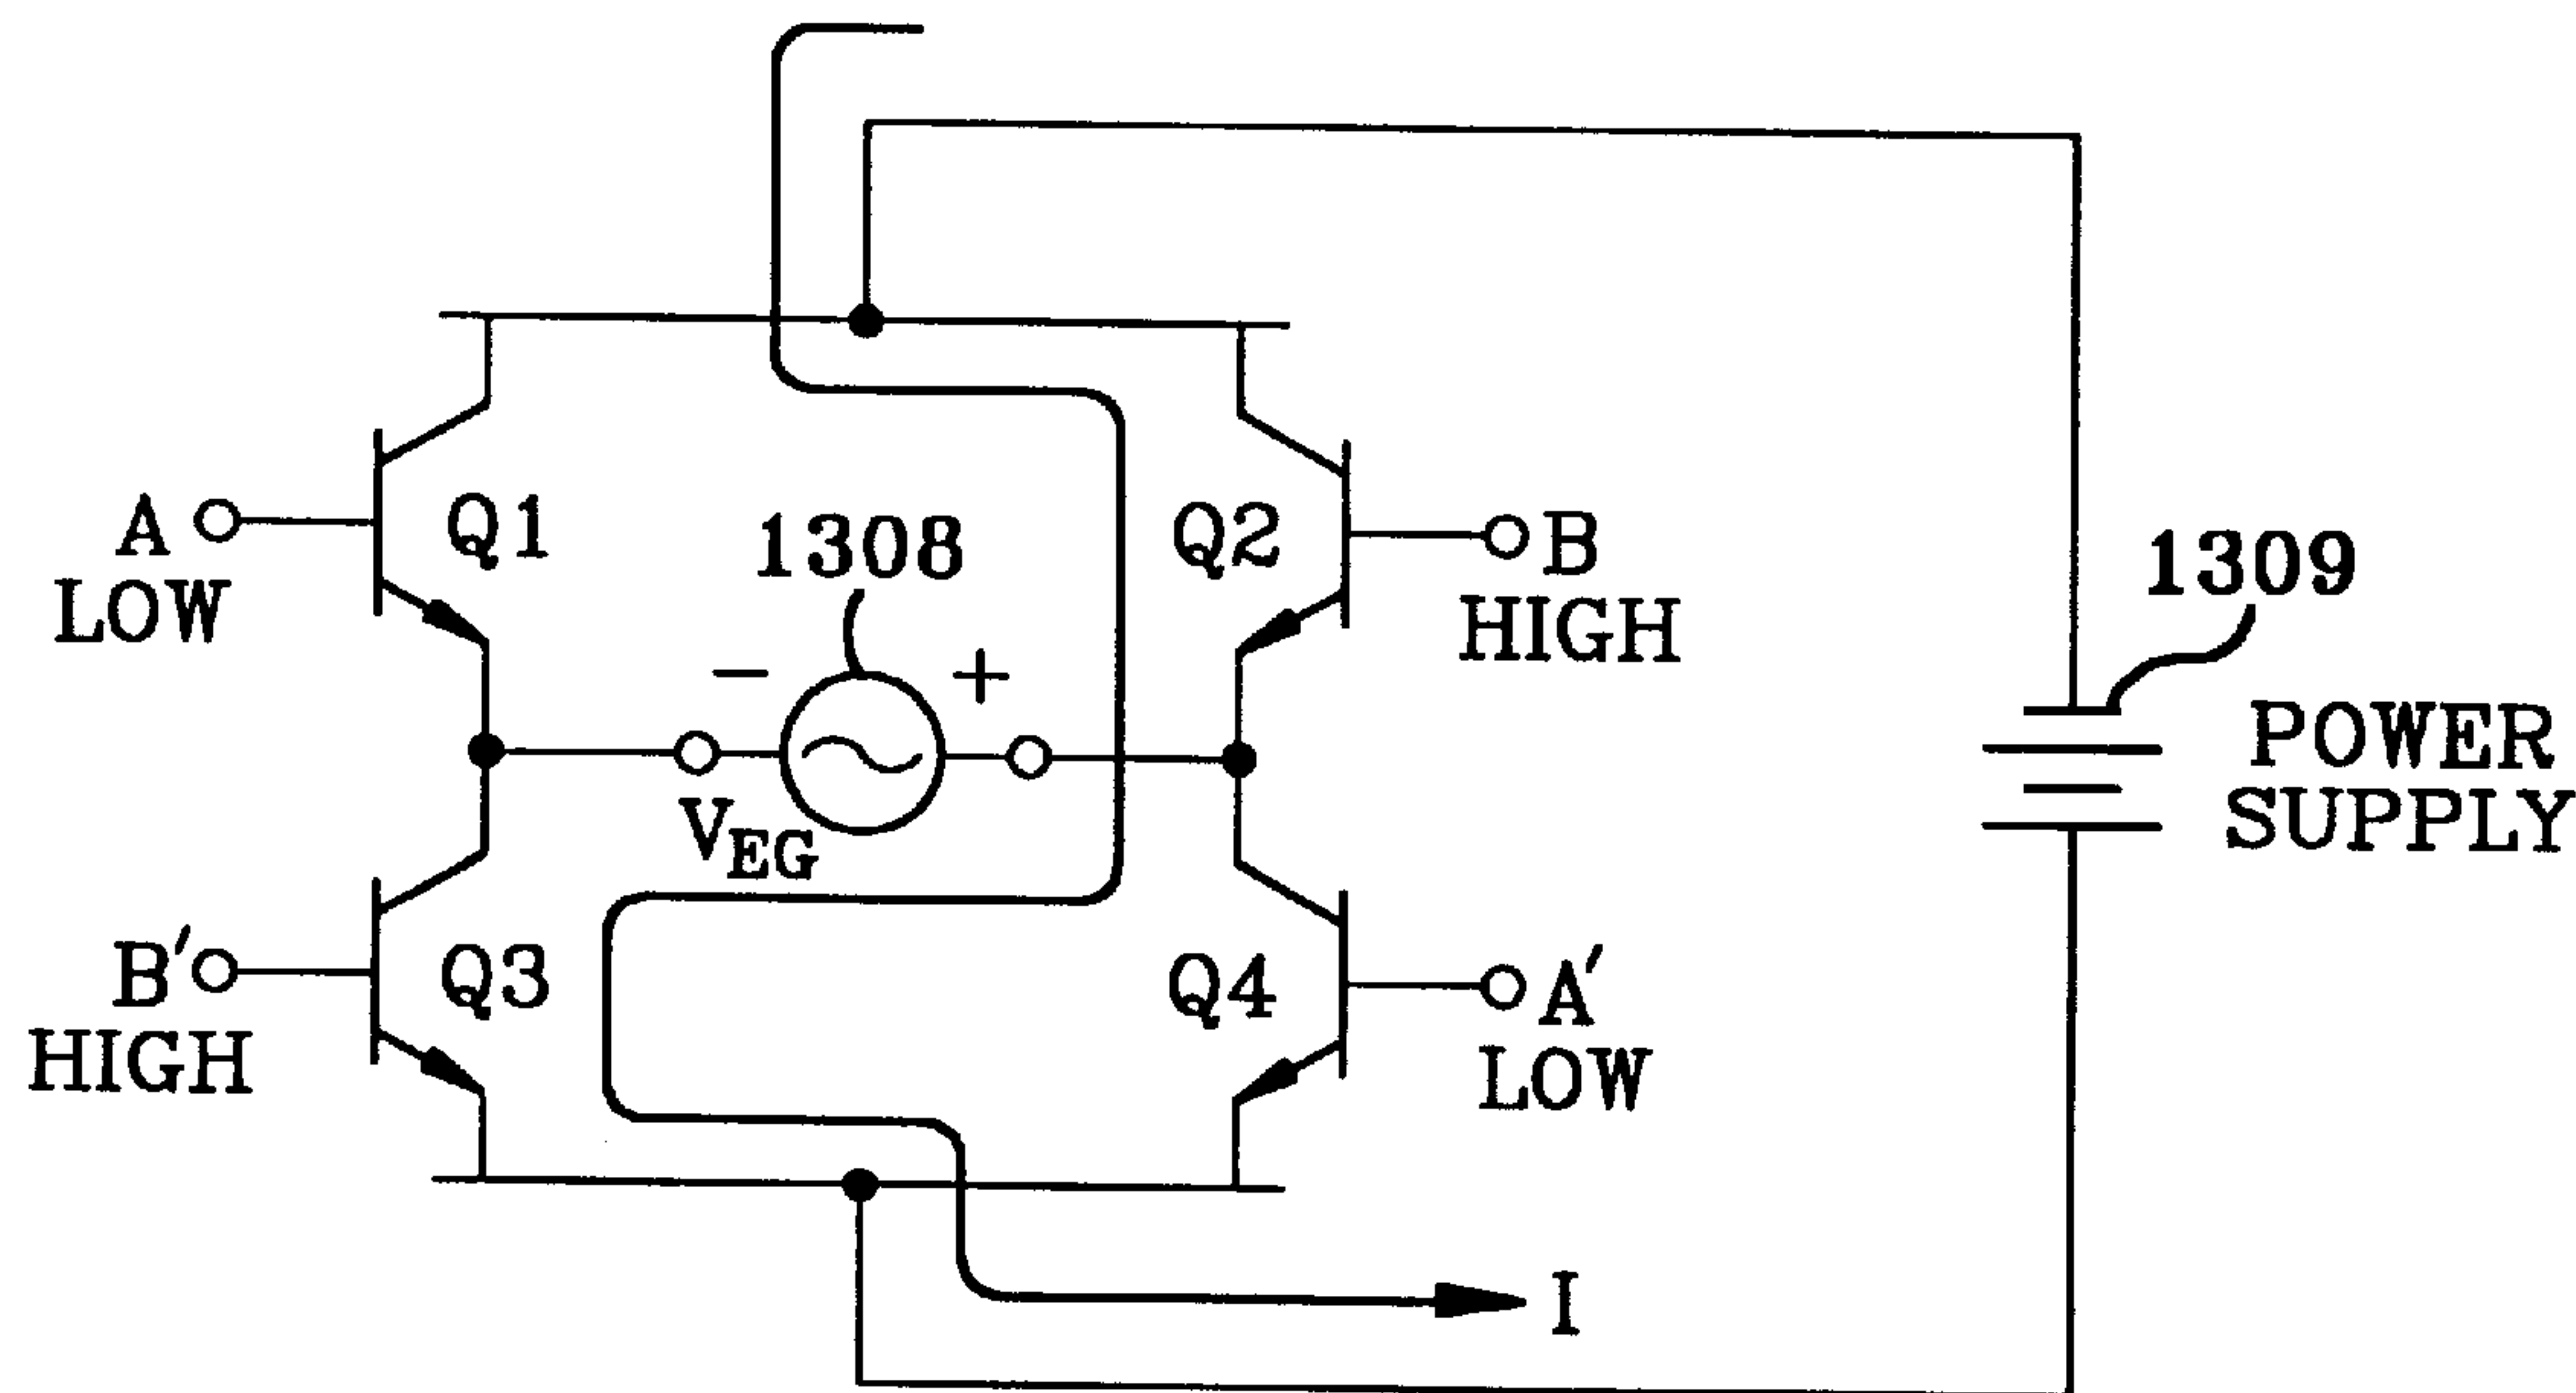 A
LOW
Q1
1308
Q2
B
HIGH
1309
− +
POWER
SUPPLY
VEG
B′
HIGH
Q3
Q4
A′
LOW
I